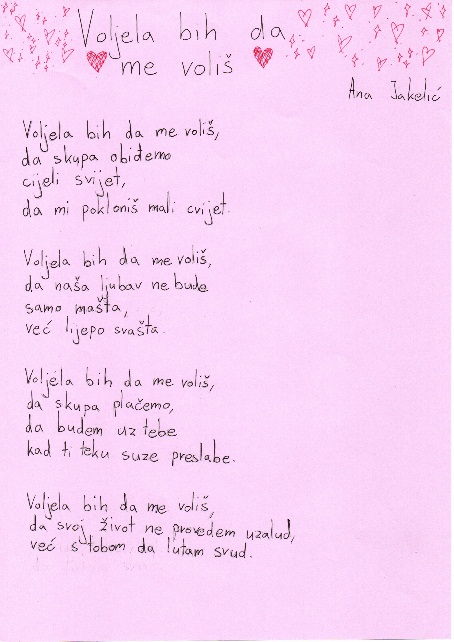 Voljela bih da
me voliš
Ana Jakelić
Voljela bih da me voliš,
da skupa obiđemo
cijeli svijet,
da mi pokloniš mali cvijet.
Voljela bih da me voliš,
da naša ljubav ne bude
samo mašta,
već lijepo svašta.
Voljela bih da me voliš,
da skupa plačemo,
da budem uz tebe
kad ti teku suze preslabe.
Voljela bih da me voliš,
da svoj život ne provedem uzalud,
već s tobom da lutam svud.